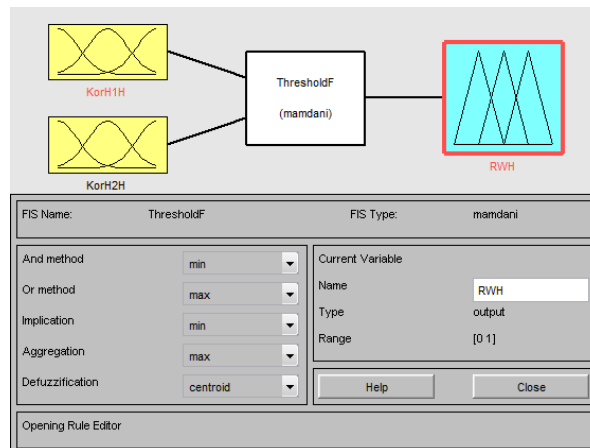 KorH1H
ThresholdF
(mamdani)
KorH2H
RWH
FIS Name: ThresholdF FIS Type: mamdani
And method min
Or method max
Implication min
Aggregation max
Defuzzification centroid
Current Variable
Name RWH
Type output
Range [0 1]
Help Close
Opening Rule Editor